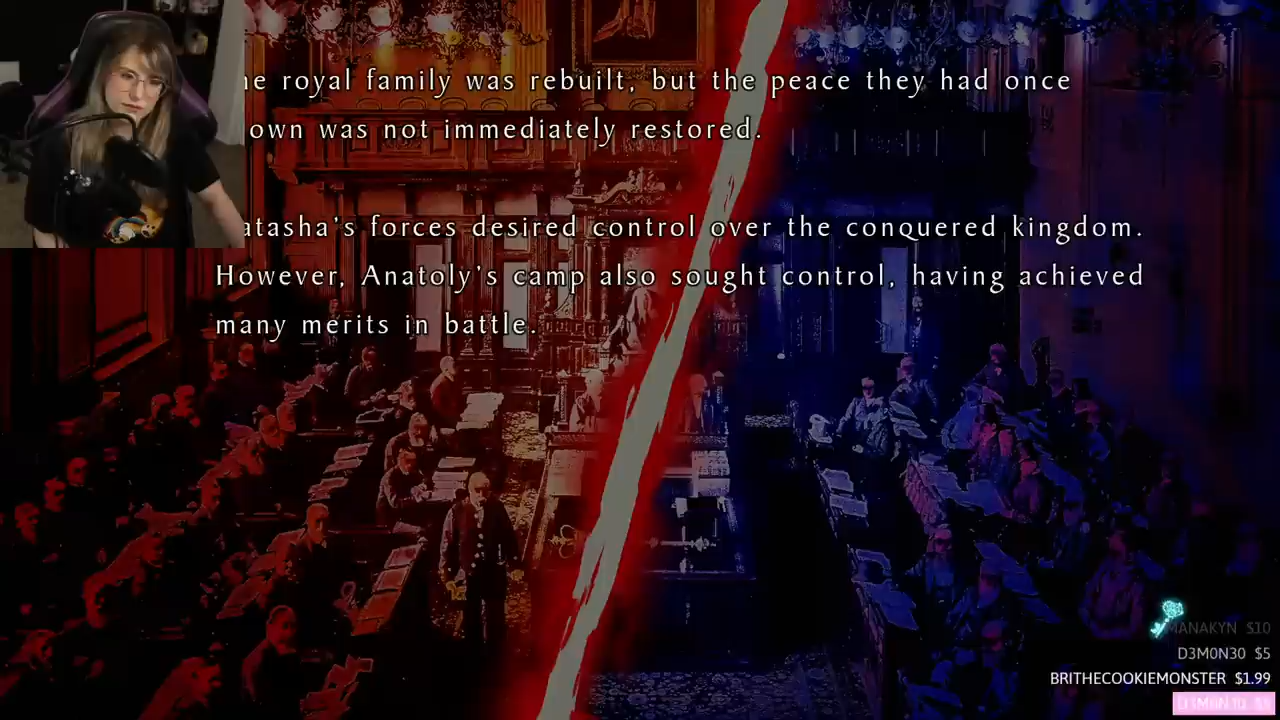 he royal family was rebuilt, but the peace they had once
own was not immediately restored.
atasha's forces desired control over the conquered kingdom.
However, Anatoly's camp also sought control, having achieved
many merits in battle.
MANAKYN $10
D3M0N30 $5
BRITHECOOKIEMONSTER $1.99